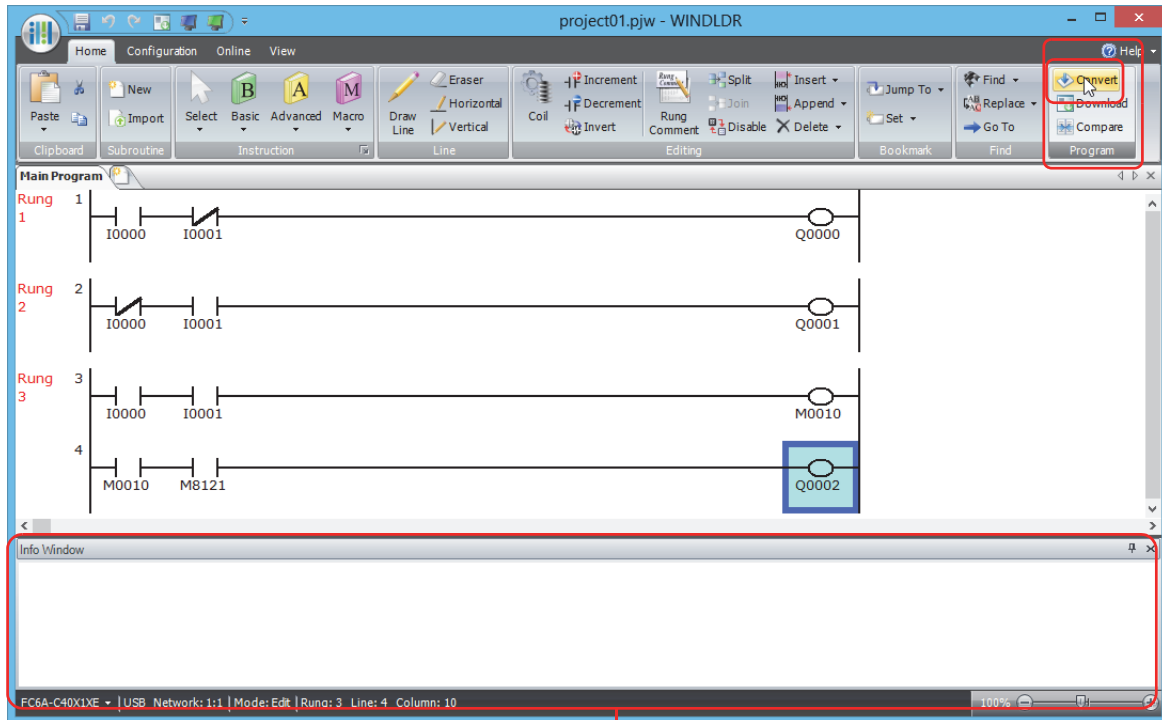 project01.pjw - WINDLDR
Home Configuration Online View Help
Paste
Clipboard
New
Import
Subroutine
Select Basic Advanced Macro
B A M
Instruction
Draw Line
Eraser
Horizontal
Vertical
Line
Coil
Increment
Decrement
Invert
Rung Comment
Split
Join
Disable
Insert
Append
Delete
Editing
Jump To
Set
Bookmark
Find
Replace
Go To
Find
Convert
Download
Compare
Program
Main Program
Rung 1
1
I0000 I0001 Q0000
Rung 2
2
I0000 I0001 Q0001
Rung 3
3
I0000 I0001 M0010
4
M0010 M8121 Q0002
Info Window
FC6A-C40X1XE | USB Network: 1:1 | Mode: Edit | Rung: 3 Line: 4 Column: 10 100%